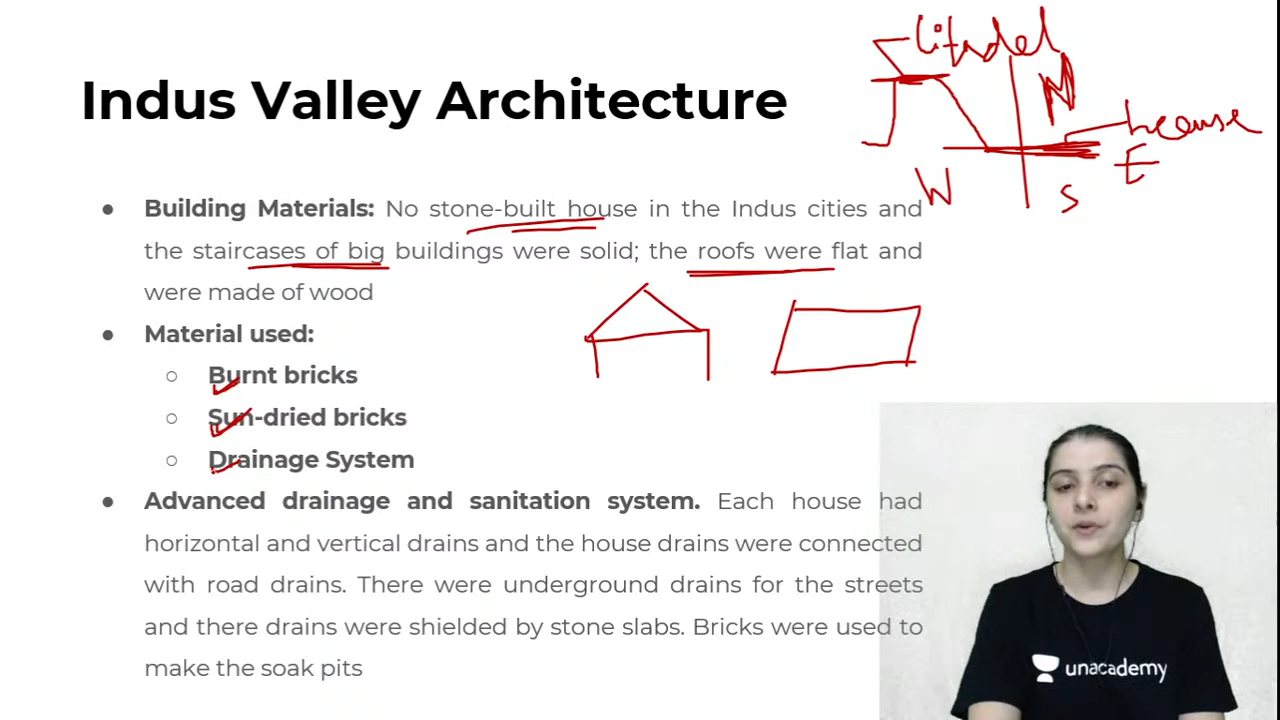 Citadel
Indus Valley Architecture
N
house
E
W
S
● Building Materials: No stone-built house in the Indus cities and
the staircases of big buildings were solid; the roofs were flat and
were made of wood
● Material used:
○ Burnt bricks
○ Sun-dried bricks
○ Drainage System
● Advanced drainage and sanitation system. Each house had
horizontal and vertical drains and the house drains were connected
with road drains. There were underground drains for the streets
and there drains were shielded by stone slabs. Bricks were used to
make the soak pits
unacademy